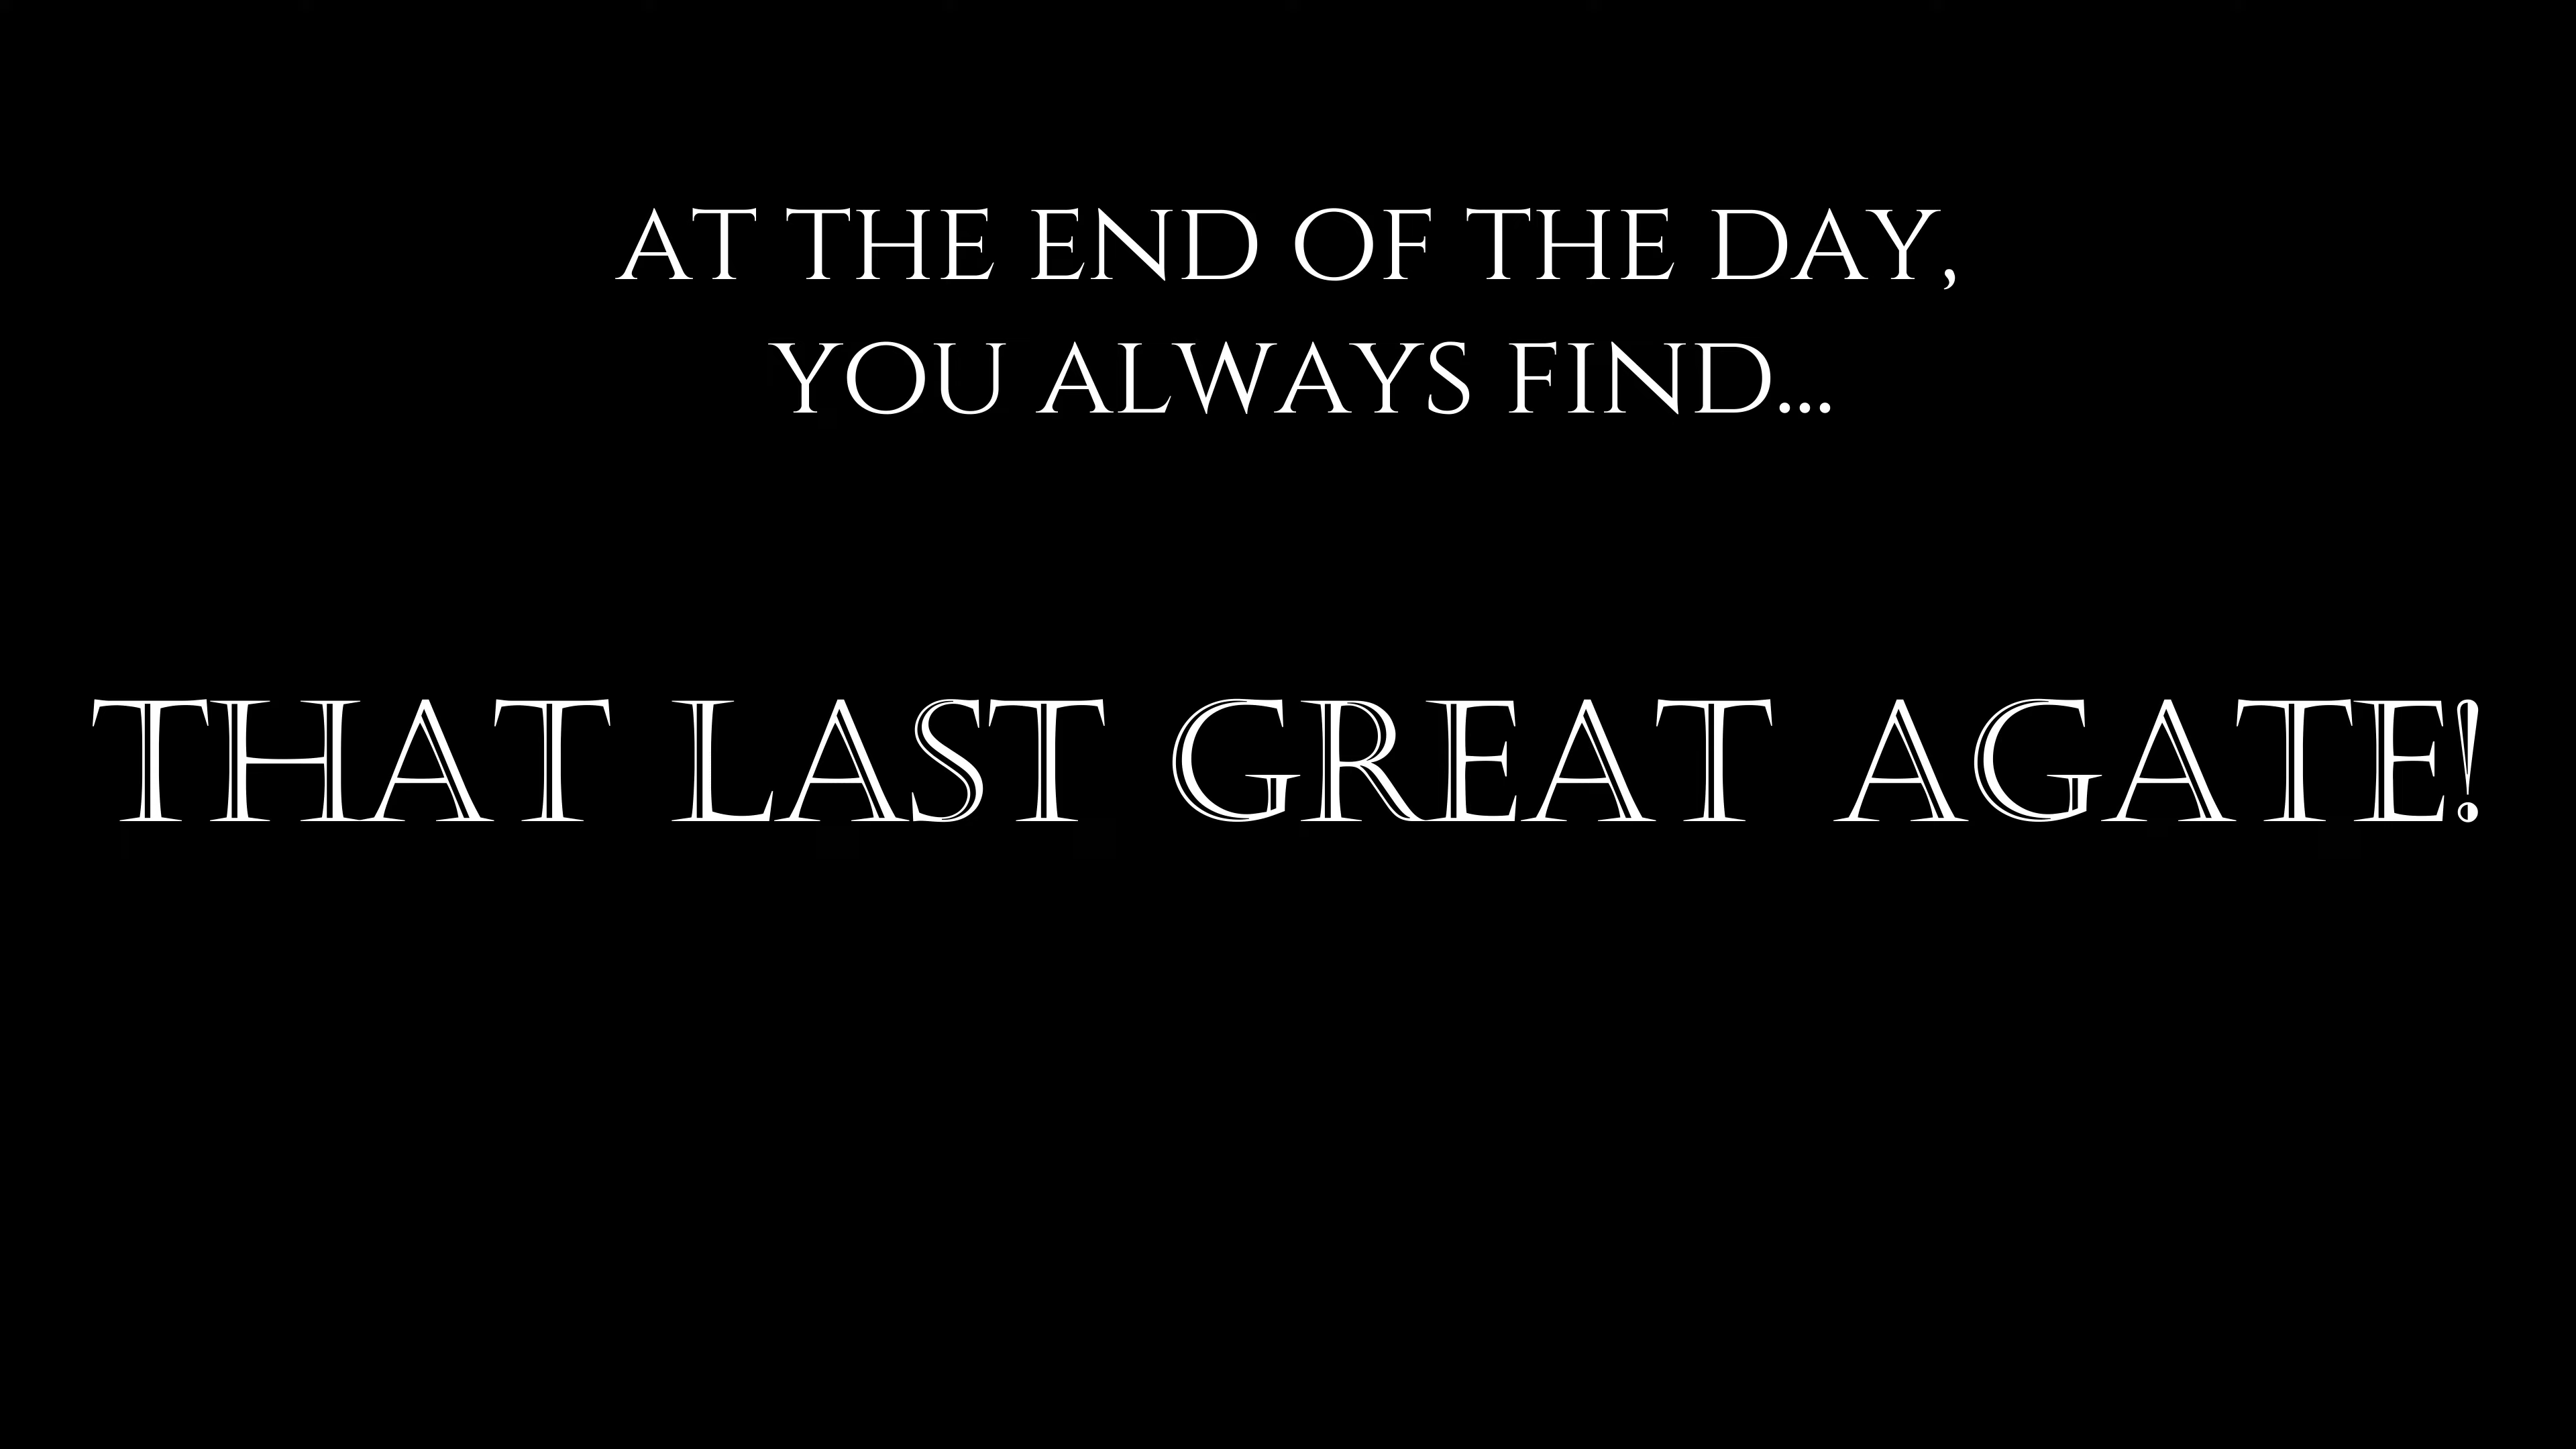 AT THE END OF THE DAY,
YOU ALWAYS FIND...
THAT LAST GREAT AGATE!